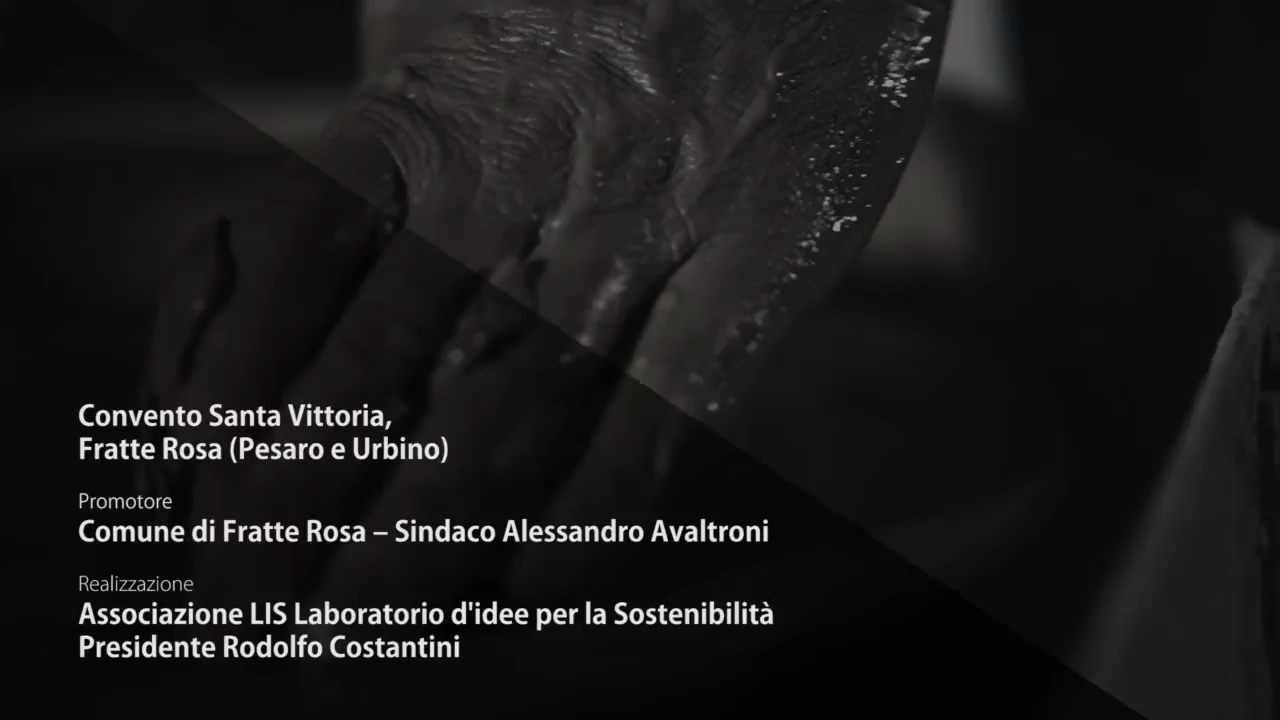 Convento Santa Vittoria,
Fratte Rosa (Pesaro e Urbino)
Promotore
Comune di Fratte Rosa – Sindaco Alessandro Avaltroni
Realizzazione
Associazione LIS Laboratorio d'idee per la Sostenibilità
Presidente Rodolfo Costantini